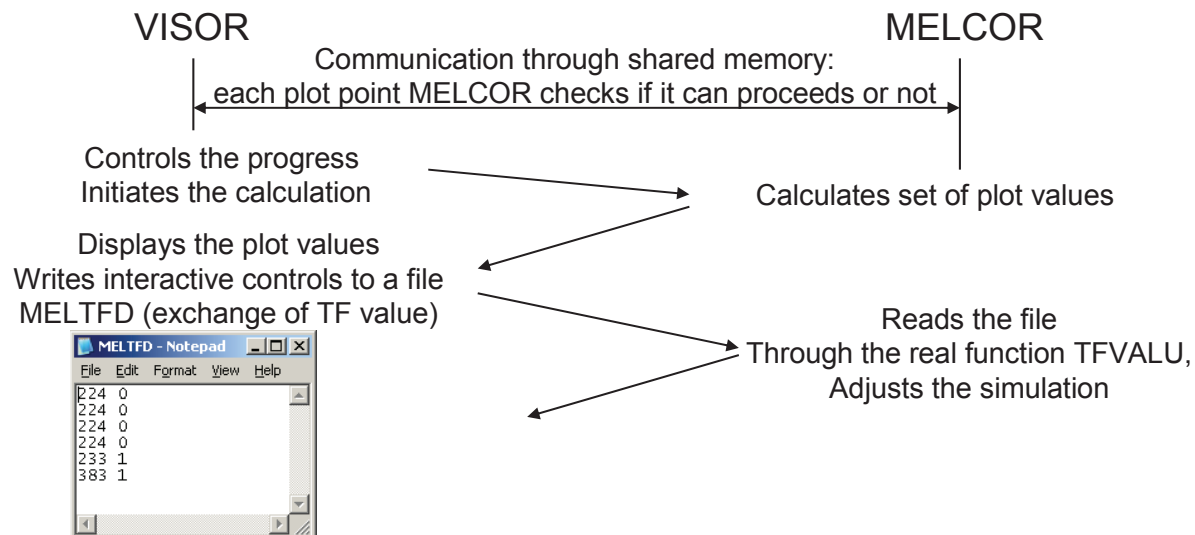 VISOR
MELCOR
Communication through shared memory:
each plot point MELCOR checks if it can proceeds or not
Controls the progress
Initiates the calculation
Calculates set of plot values
Displays the plot values
Writes interactive controls to a file
MELTFD (exchange of TF value)
Reads the file
Through the real function TFVALU,
Adjusts the simulation
MELTFD - Notepad
File Edit Format View Help
224 0
224 0
224 0
224 0
233 1
383 1